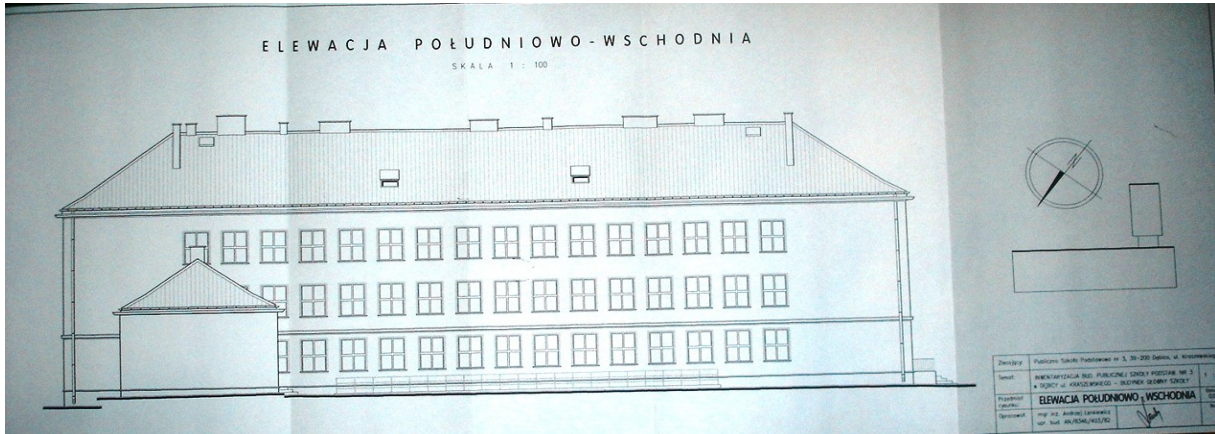 ELEWACJA POŁUDNIOWO-WSCHODNIA
SKALA 1 : 100
Publiczna Szkoła Podstawowa nr 3, 39-200 Dębica, ul. Kraszewskiego
Temat: INWENTARYZACJA BUD. PUBLICZNEJ SZKOŁY PODSTAW. NR 3
w DĘBICY ul. KRASZEWSKIEGO - BUDYNEK GŁÓWNY SZKOŁY
Przedmiot rysunku: ELEWACJA POŁUDNIOWO - WSCHODNIA
Opracował: mgr inż. Andrzej
upr. bud.